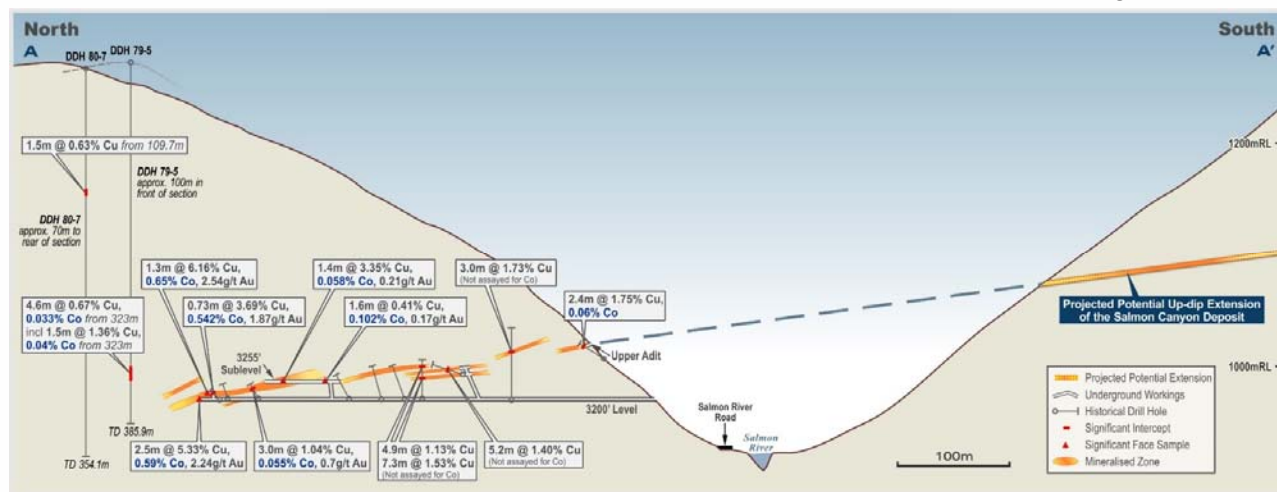 North
A
DDH 80-7
DDH 79-5
South
A'
1.5m @ 0.63% Cu from 109.7m
DDH 79-5
approx. 100m in
front of section
DDH 80-7
approx. 70m to
rear of section
1200mRL
1.3m @ 6.16% Cu,
0.65% Co, 2.54g/t Au
1.4m @ 3.35% Cu,
0.058% Co, 0.21g/t Au
3.0m @ 1.73% Cu
(Not assayed for Co)
4.6m @ 0.67% Cu,
0.033% Co from 323m
incl 1.5m @ 1.36% Cu,
0.04% Co from 323m
0.73m @ 3.69% Cu,
0.542% Co, 1.87g/t Au
1.6m @ 0.41% Cu,
0.102% Co, 0.17g/t Au
2.4m @ 1.75% Cu,
0.06% Co
Projected Potential Up-dip Extension
of the Salmon Canyon Deposit
3255'
Sublevel
Upper Adit
1000mRL
3200' Level
Salmon River
Road
Salmon
River
TD 385.9m
TD 354.1m
2.5m @ 5.33% Cu,
0.59% Co, 2.24g/t Au
3.0m @ 1.04% Cu,
0.055% Co, 0.7g/t Au
4.9m @ 1.13% Cu
7.3m @ 1.53% Cu
(Not assayed for Co)
5.2m @ 1.40% Cu
(Not assayed for Co)
100m
Projected Potential Extension
Underground Workings
Historical Drill Hole
Significant Intercept
Significant Face Sample
Mineralised Zone